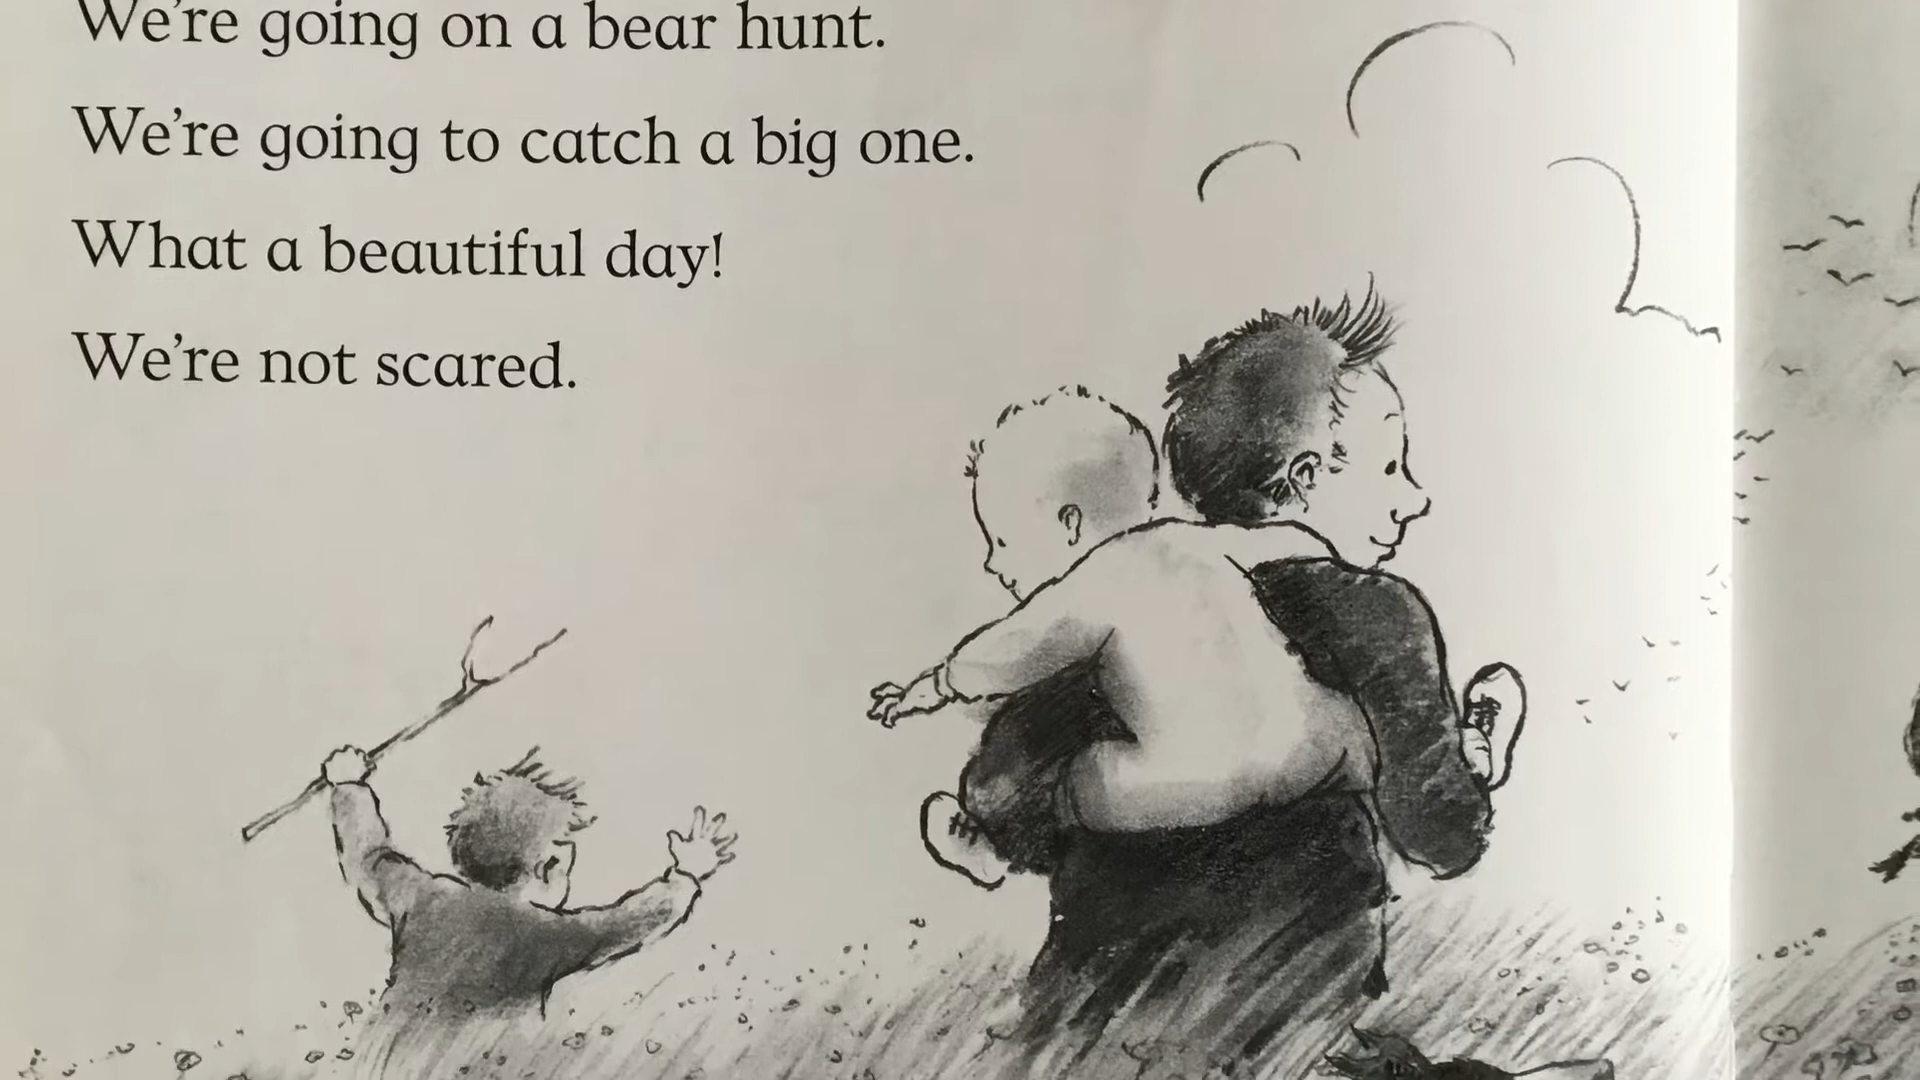 We're going on a bear hunt.
We're going to catch a big one.
What a beautiful day!
We're not scared.